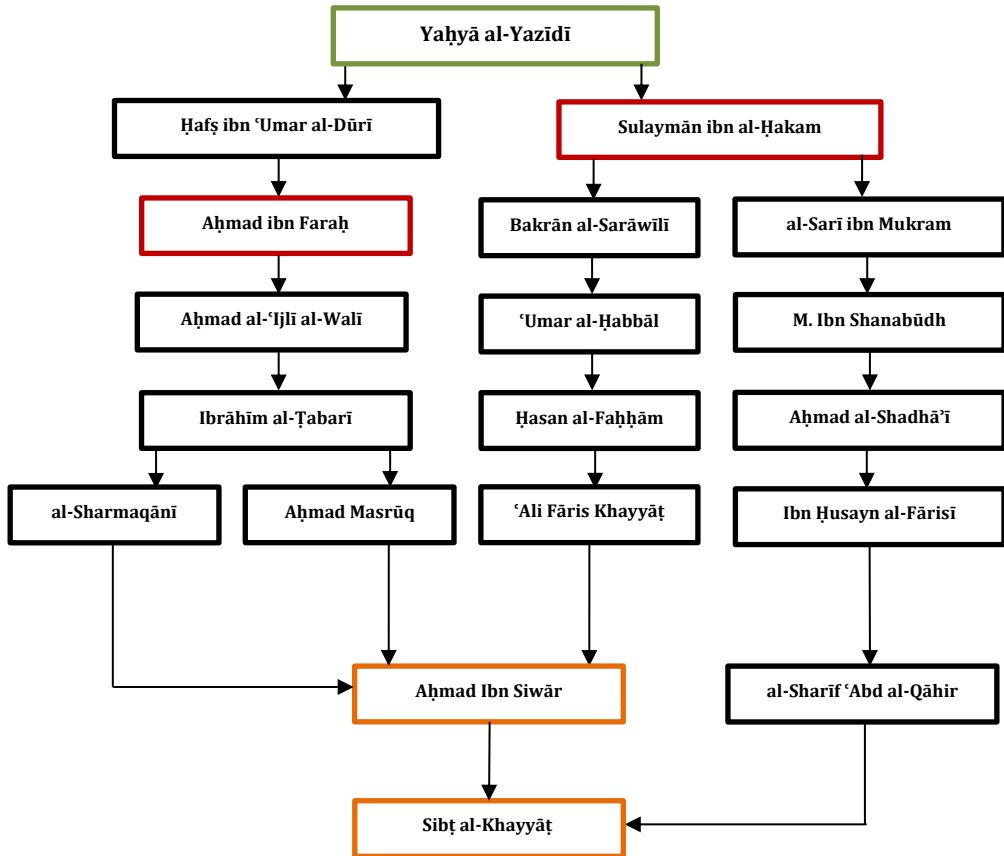 Yaḥyā al-Yazīdī
Ḥafṣ ibn ʿUmar al-Dūrī
Sulaymān ibn al-Ḥakam
Aḥmad ibn Faraḥ
Bakrān al-Sarāwīlī
al-Sarī ibn Mukram
Aḥmad al-ʿIjlī al-Walī
ʿUmar al-Ḥabbāl
M. Ibn Shanabūdh
Ibrāhīm al-Ṭabarī
Ḥasan al-Faḥḥām
Aḥmad al-Shadhāʾī
al-Sharmaqānī
Aḥmad Masrūq
ʿAli Fāris Khayyāṭ
Ibn Ḥusayn al-Fārisī
Aḥmad Ibn Siwār
al-Sharīf ʿAbd al-Qāhir
Sibṭ al-Khayyāṭ